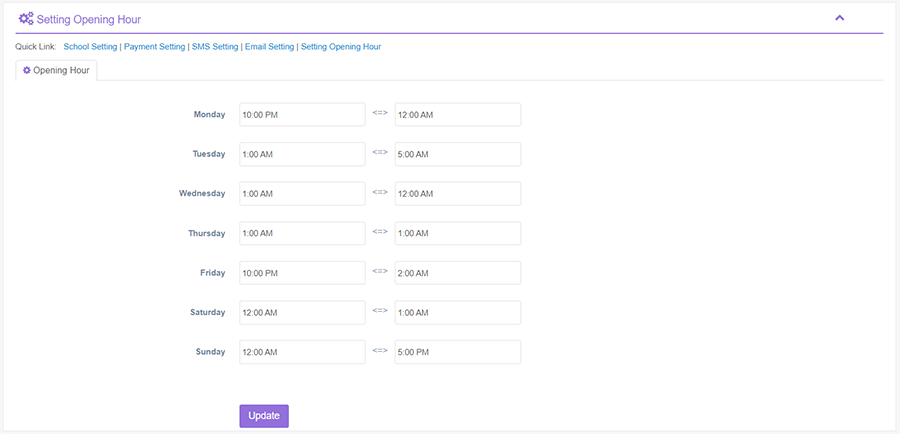 Setting Opening Hour
Quick Link: School Setting | Payment Setting | SMS Setting | Email Setting | Setting Opening Hour
Opening Hour
Monday 10:00 PM <=> 12:00 AM
Tuesday 1:00 AM <=> 5:00 AM
Wednesday 1:00 AM <=> 12:00 AM
Thursday 1:00 AM <=> 1:00 AM
Friday 10:00 PM <=> 2:00 AM
Saturday 12:00 AM <=> 1:00 AM
Sunday 12:00 AM <=> 5:00 PM
Update